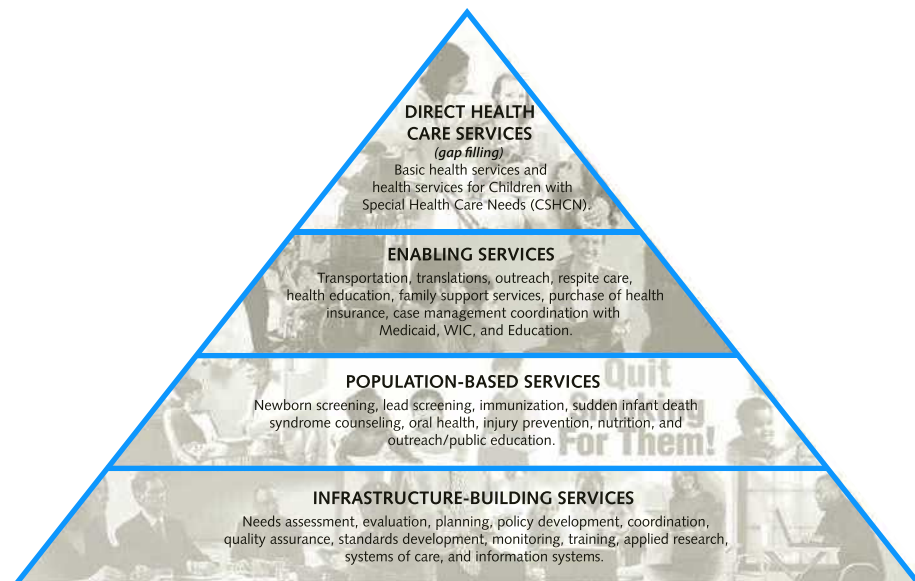 DIRECT HEALTH
CARE SERVICES
(gap filling)
Basic health services and
health services for Children with
Special Health Care Needs (CSHCN).
ENABLING SERVICES
Transportation, translations, outreach, respite care,
health education, family support services, purchase of health
insurance, case management coordination with
Medicaid, WIC, and Education.
Quit
POPULATION-BASED SERVICES
Newborn screening, lead screening, immunization, sudden infant death
syndrome counseling, oral health, injury prevention, nutrition, and
outreach/public education.
For Them!
INFRASTRUCTURE-BUILDING SERVICES
Needs assessment, evaluation, planning, policy development, coordination,
quality assurance, standards development, monitoring, training, applied research,
systems of care, and information systems.